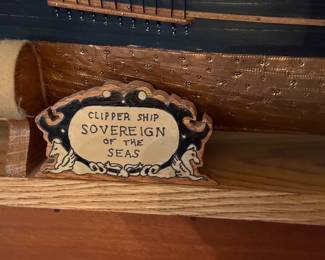 CLIPPER SHIP
SOVEREIGN
OF THE
SEAS